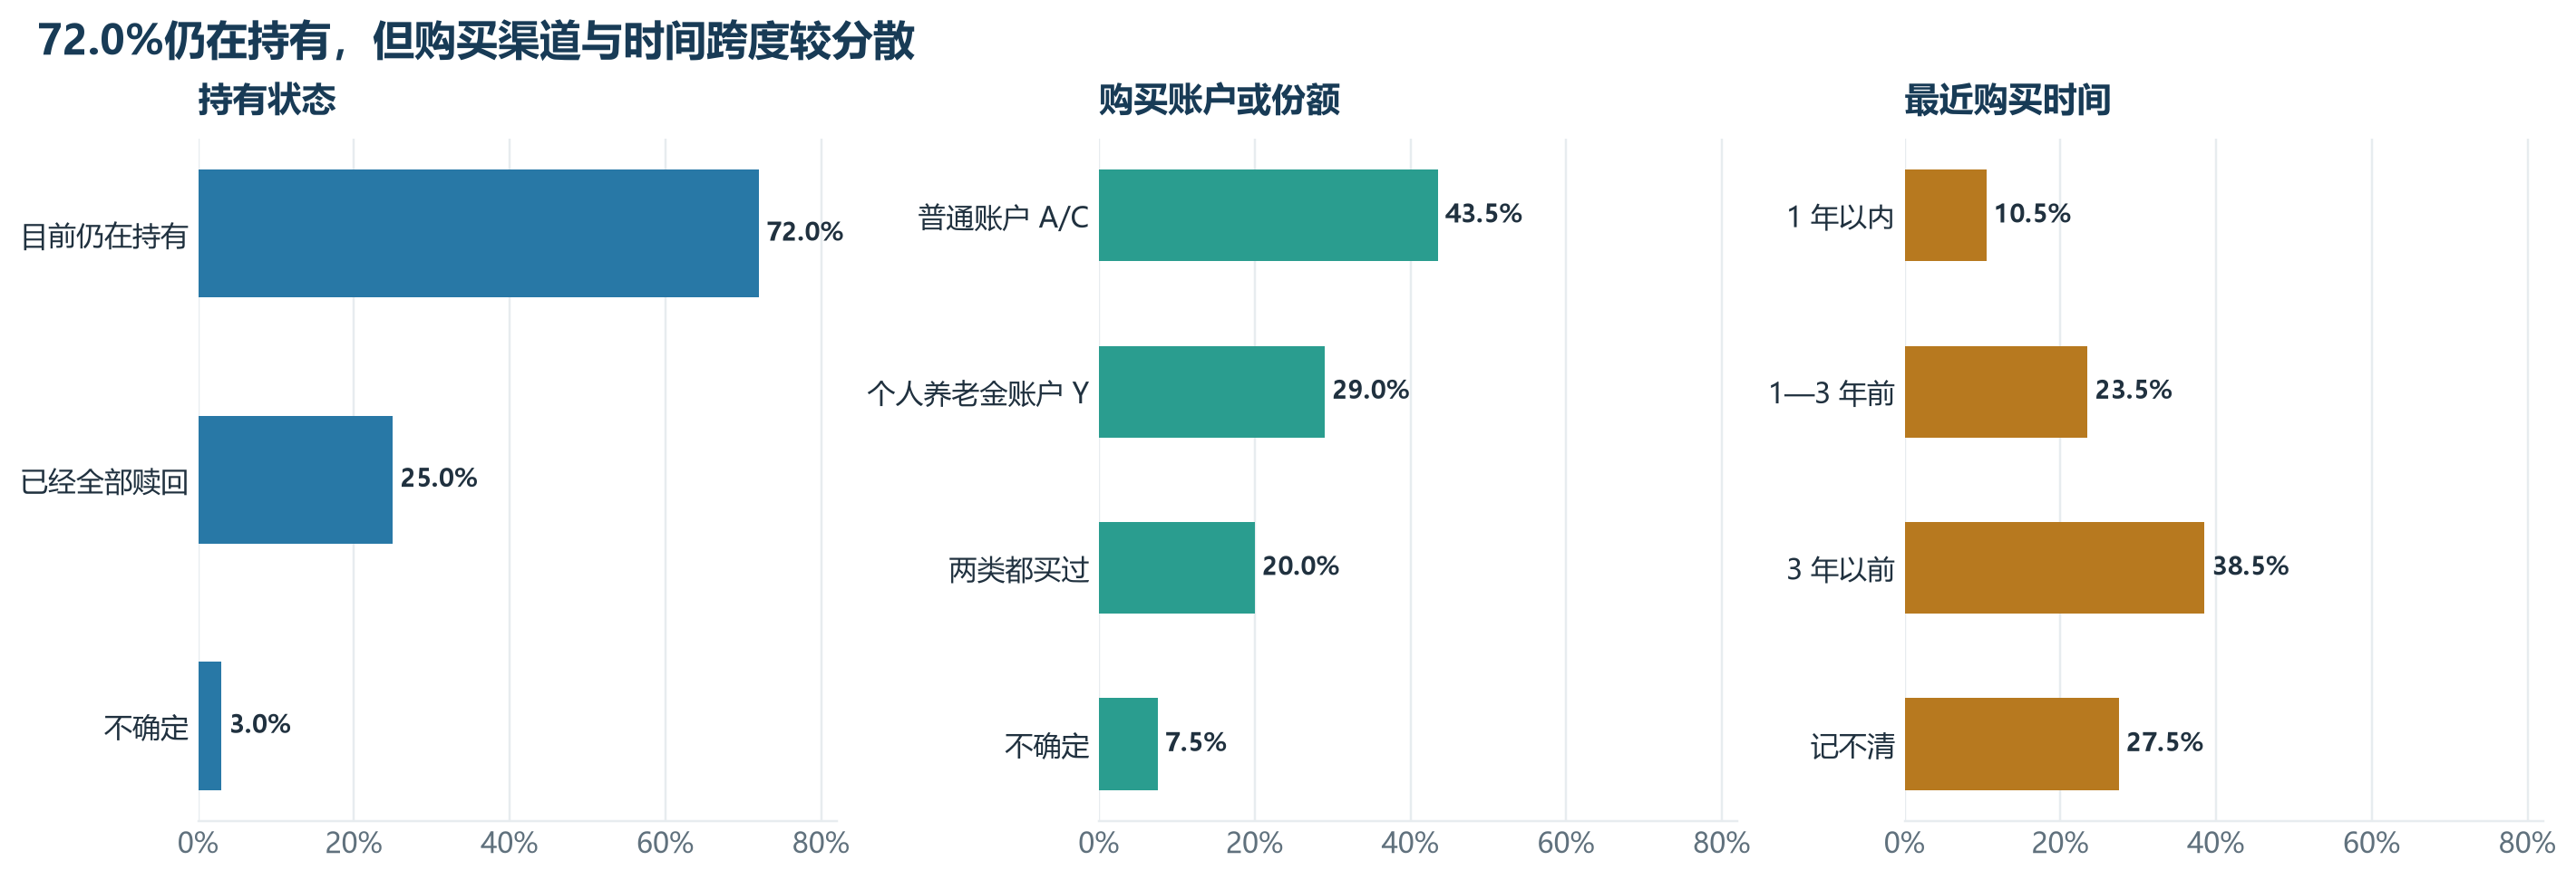 72.0%仍在持有，但购买渠道与时间跨度较分散
持有状态
目前仍在持有
72.0%
已经全部赎回
25.0%
不确定
3.0%
0%
20%
40%
60%
80%
购买账户或份额
普通账户 A/C
43.5%
个人养老金账户 Y
29.0%
两类都买过
20.0%
不确定
7.5%
0%
20%
40%
60%
80%
最近购买时间
1 年以内
10.5%
1—3 年前
23.5%
3 年以前
38.5%
记不清
27.5%
0%
20%
40%
60%
80%